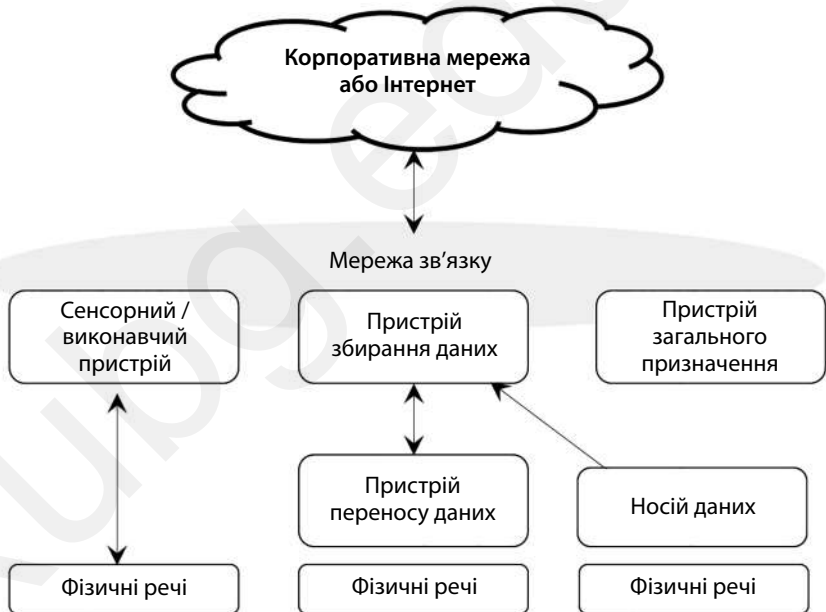 Корпоративна мережа
або Інтернет
Мережа зв'язку
Сенсорний /
виконавчий
пристрій
Пристрій
збирання даних
Пристрій
загального
призначення
Пристрій
переносу даних
Носій даних
Фізичні речі
Фізичні речі
Фізичні речі